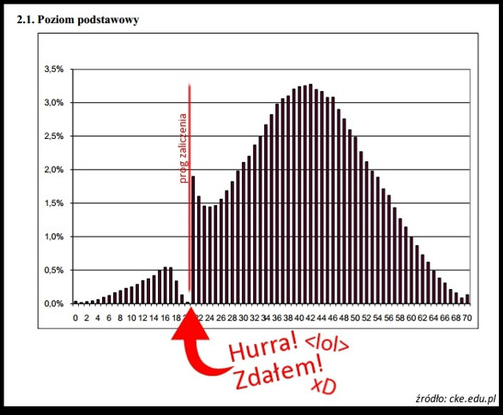 2.1. Poziom podstawowy
3,5%
3,0%
2,5%
2,0%
1,5%
1,0%
0,5%
0,0%
próg zaliczenia
0 2 4 6 8 10 12 14 16 18 22 24 26 28 30 32 34 36 38 40 42 44 46 48 50 52 54 56 58 60 62 64 66 68 70
Hurra! <lol>
Zdałem!
xD
źródło: cke.edu.pl